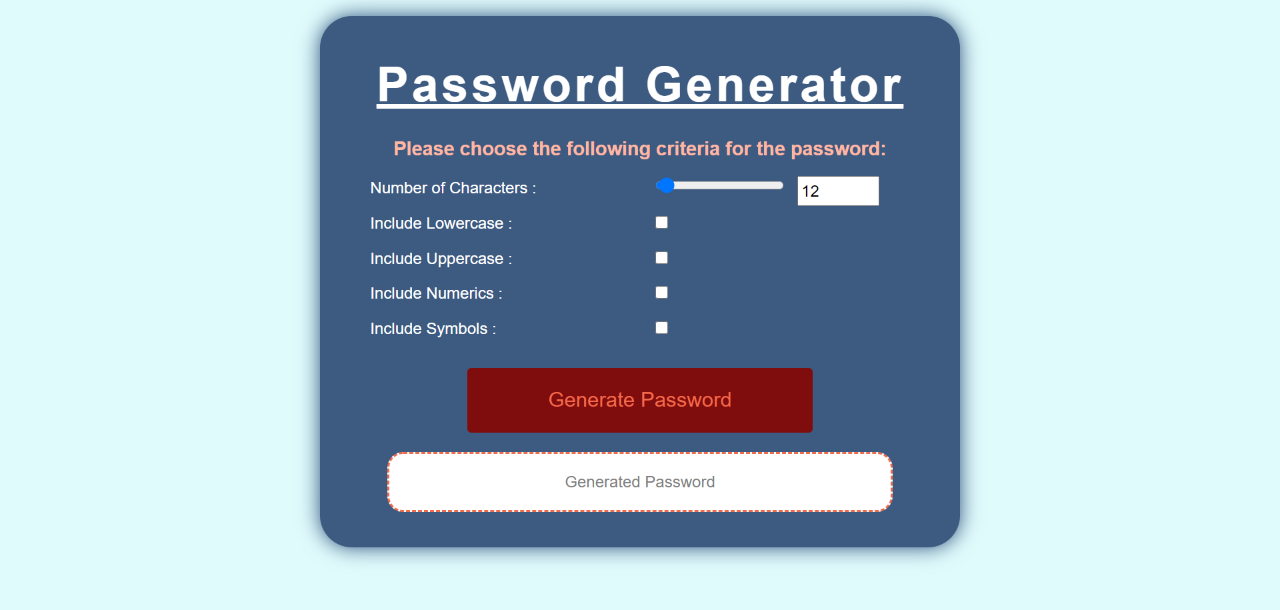 Password Generator
Please choose the following criteria for the password:
Number of Characters : 12
Include Lowercase :
Include Uppercase :
Include Numerics :
Include Symbols :
Generate Password
Generated Password